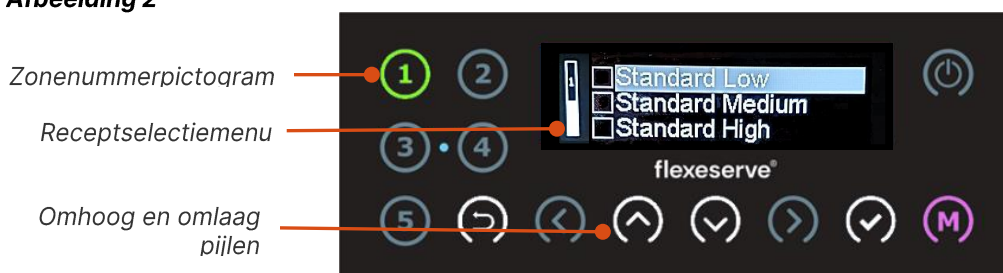 Afbeelding 2
Zonenummerpictogram
Receptselectiemenu
Omhoog en omlaag
pijlen
1 2
3 4
5 M
1
Standard Low
Standard Medium
Standard High
flexeserve®